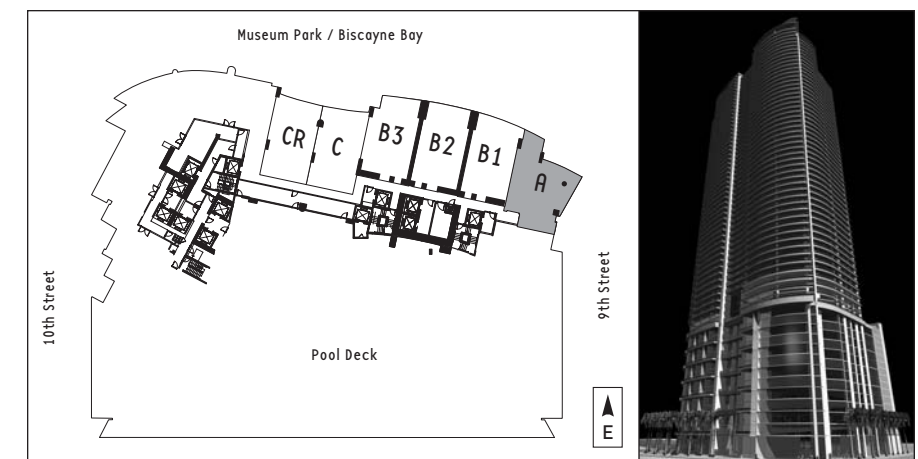 Museum Park / Biscayne Bay
CR
C
B3
B2
B1
A
10th Street
9th Street
Pool Deck
E